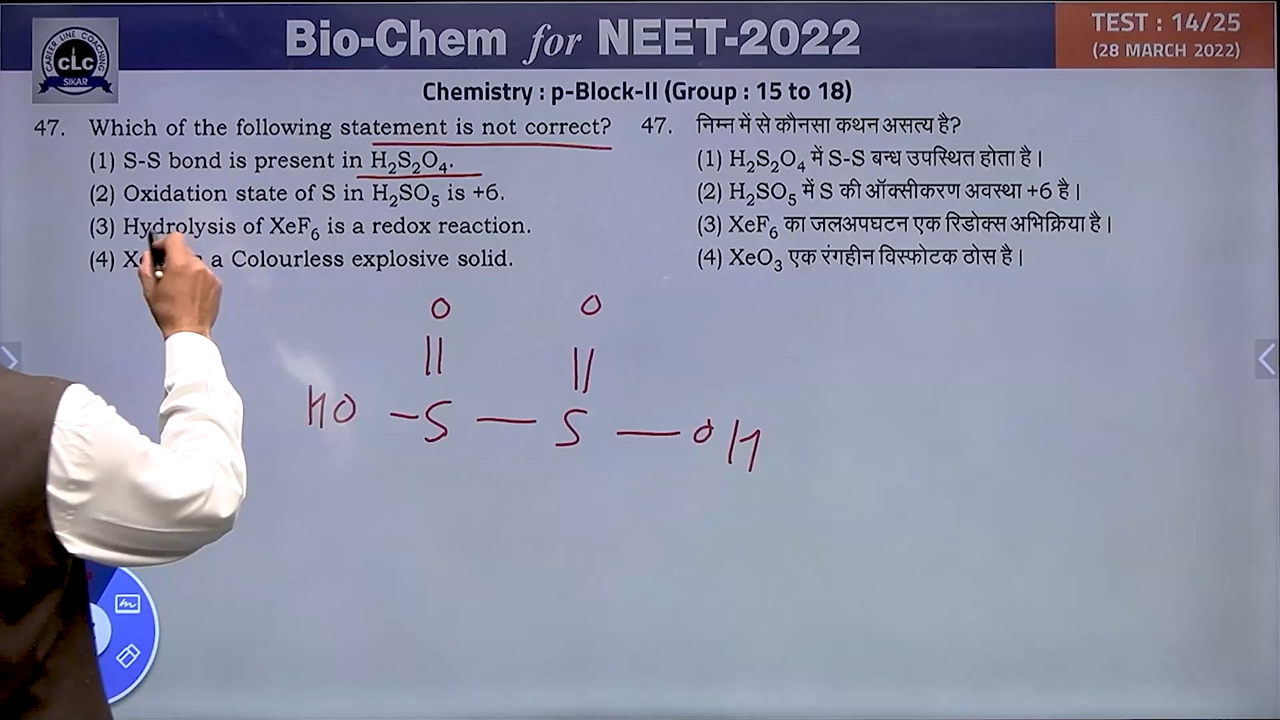 Bio-Chem for NEET-2022
TEST : 14/25
(28 MARCH 2022)
CAREER LINE COACHING
CLC
SIKAR
Chemistry : p-Block-II (Group : 15 to 18)
47. Which of the following statement is not correct?
(1) S-S bond is present in H₂S₂O₄.
(2) Oxidation state of S in H₂SO₅ is +6.
(3) Hydrolysis of XeF₆ is a redox reaction.
(4) a Colourless explosive solid.
47. निम्न में से कौनसा कथन असत्य है?
(1) H₂S₂O₄ में S-S बन्ध उपस्थित होता है।
(2) H₂SO₅ में S की ऑक्सीकरण अवस्था +6 है।
(3) XeF₆ का जलअपघटन एक रिडोक्स अभिक्रिया है।
(4) XeO₃ एक रंगहीन विस्फोटक ठोस है।
O O
|| ||
HO - S — S — OH